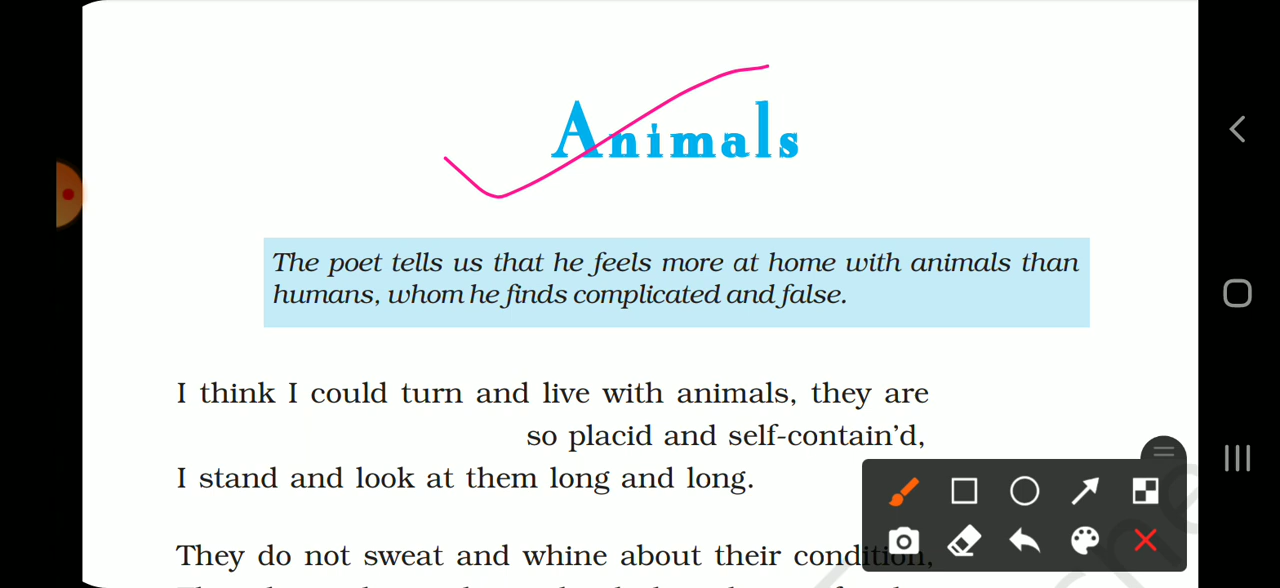 Animals
The poet tells us that he feels more at home with animals than
humans, whom he finds complicated and false.
I think I could turn and live with animals, they are
so placid and self-contain'd,
I stand and look at them long and long.
They do not sweat and whine about their condition,